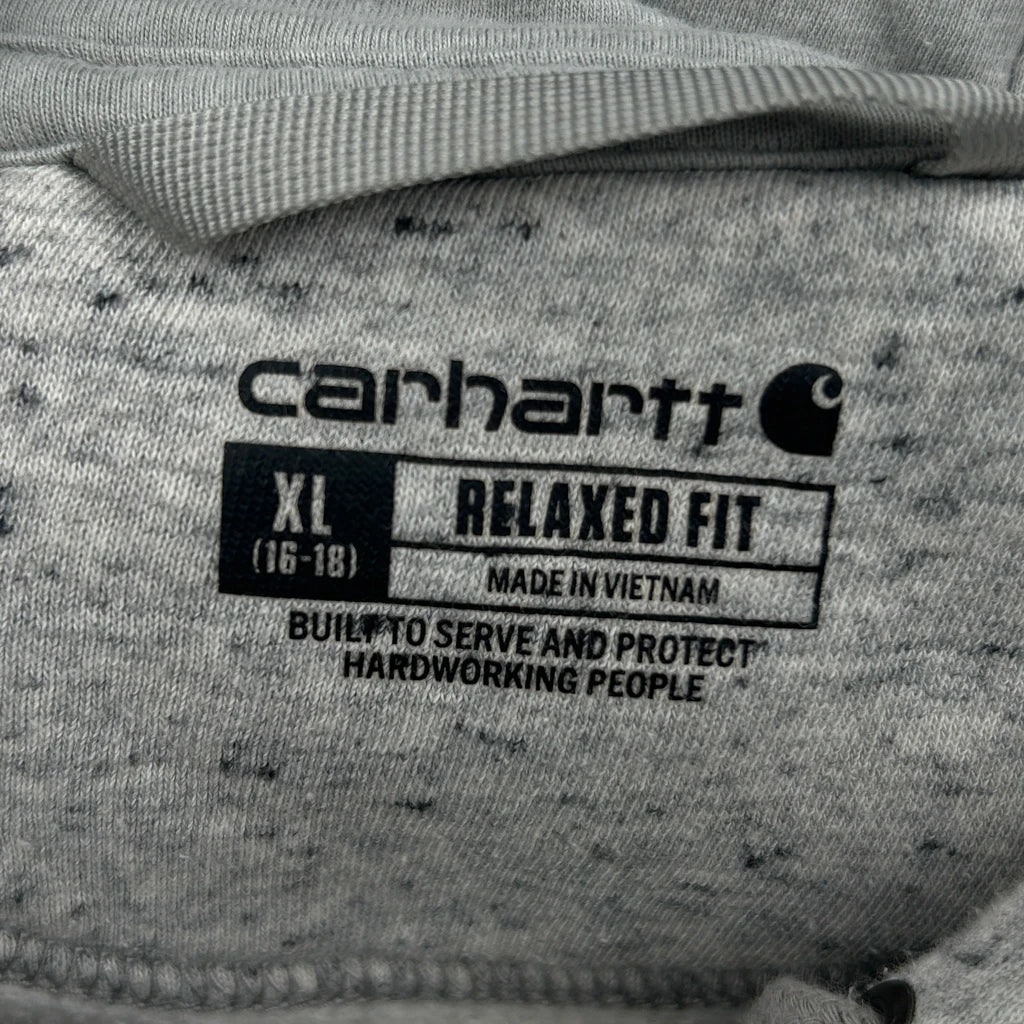 carhartt
XL
(16-18)
RELAXED FIT
MADE IN VIETNAM
BUILT TO SERVE AND PROTECT
HARDWORKING PEOPLE